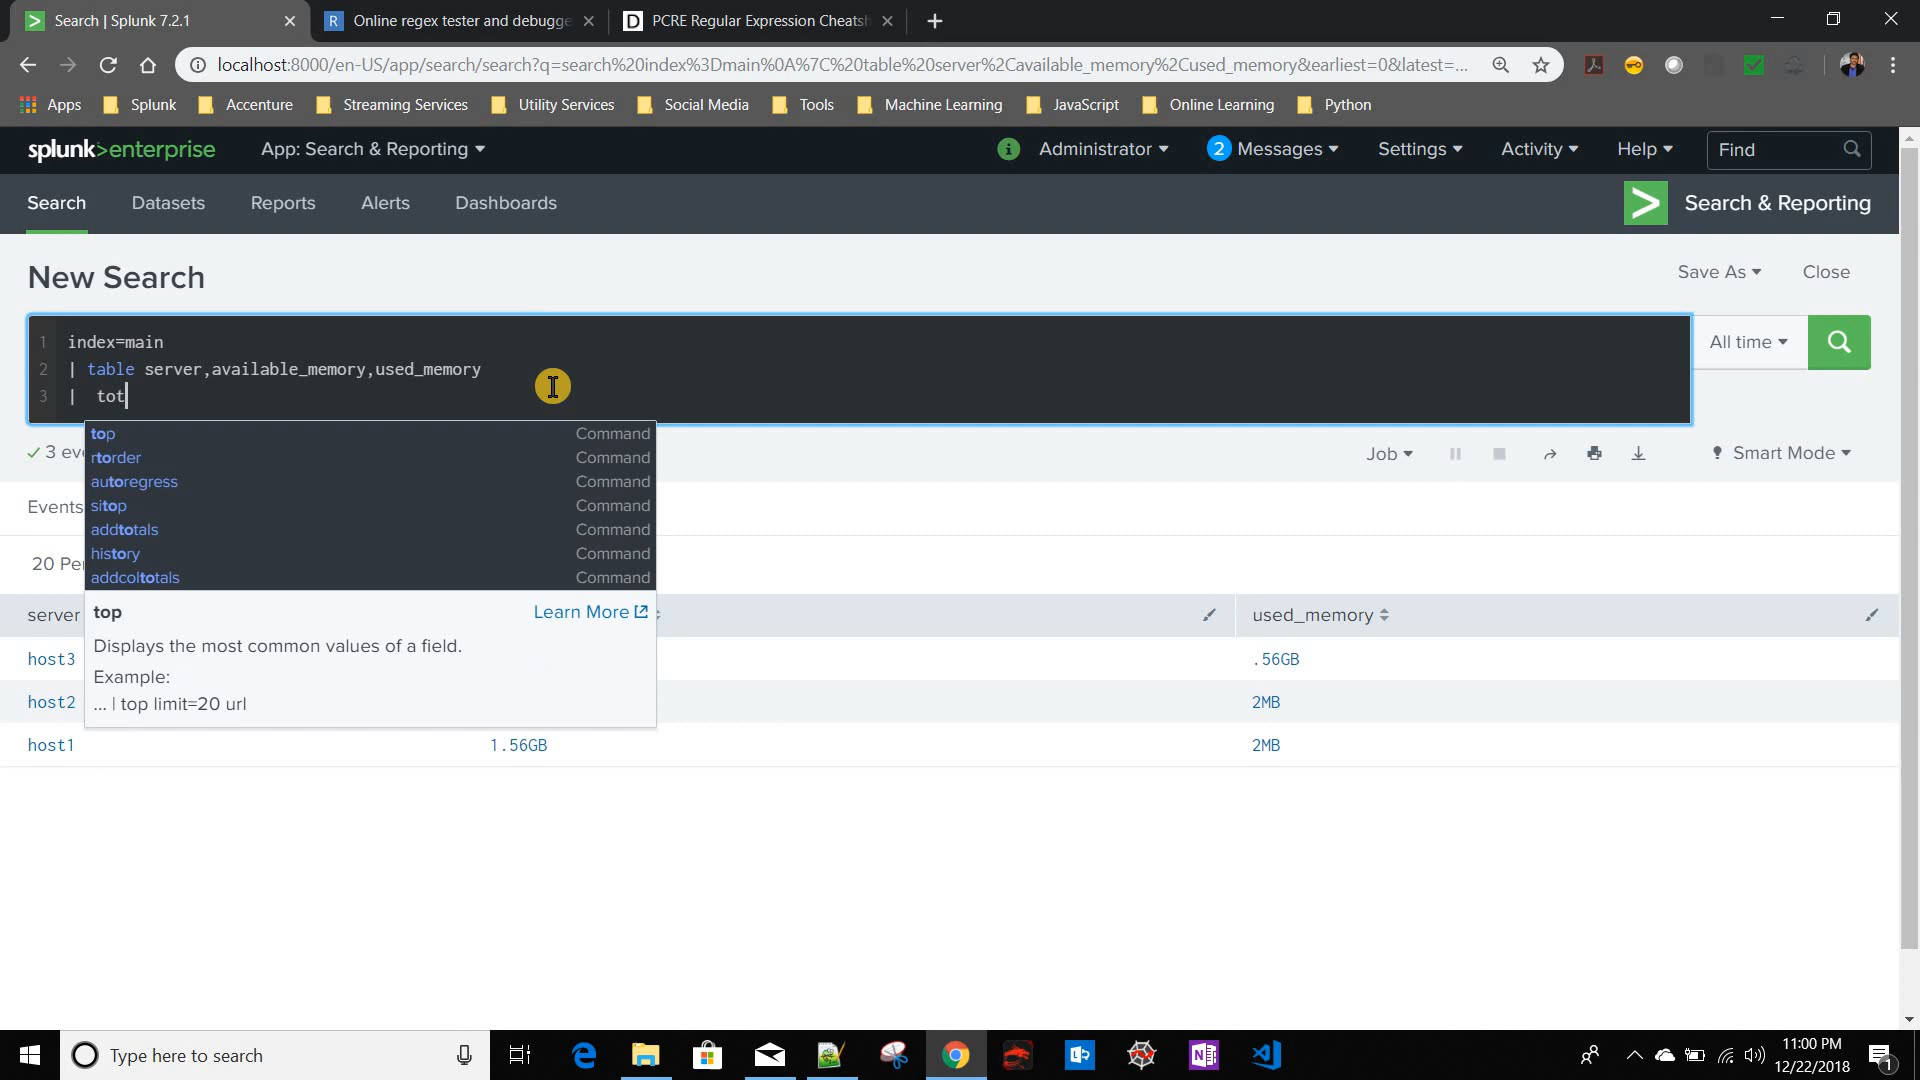 Search | Splunk 7.2.1
Online regex tester and debugge
PCRE Regular Expression Cheatsh
localhost:8000/en-US/app/search/search?q=search%20index%3Dmain%0A%7C%20table%20server%2Cavailable_memory%2Cused_memory&earliest=0&latest=...
Apps
Splunk
Accenture
Streaming Services
Utility Services
Social Media
Tools
Machine Learning
JavaScript
Online Learning
Python
splunk>enterprise
App: Search & Reporting
i
Administrator
2 Messages
Settings
Activity
Help
Find
Search
Datasets
Reports
Alerts
Dashboards
Search & Reporting
New Search
Save As
Close
1 index=main
2 | table server,available_memory,used_memory
3 |  tot
All time
top Command
rtorder Command
autoregress Command
sitop Command
addtotals Command
history Command
addcoltotals Command
top
Learn More
Displays the most common values of a field.
Example:
... | top limit=20 url
3 eve
Job
Smart Mode
Events
20 Per
server
used_memory
host3
.56GB
host2
2MB
host1
1.56GB
2MB
Type here to search
11:00 PM
12/22/2018
1